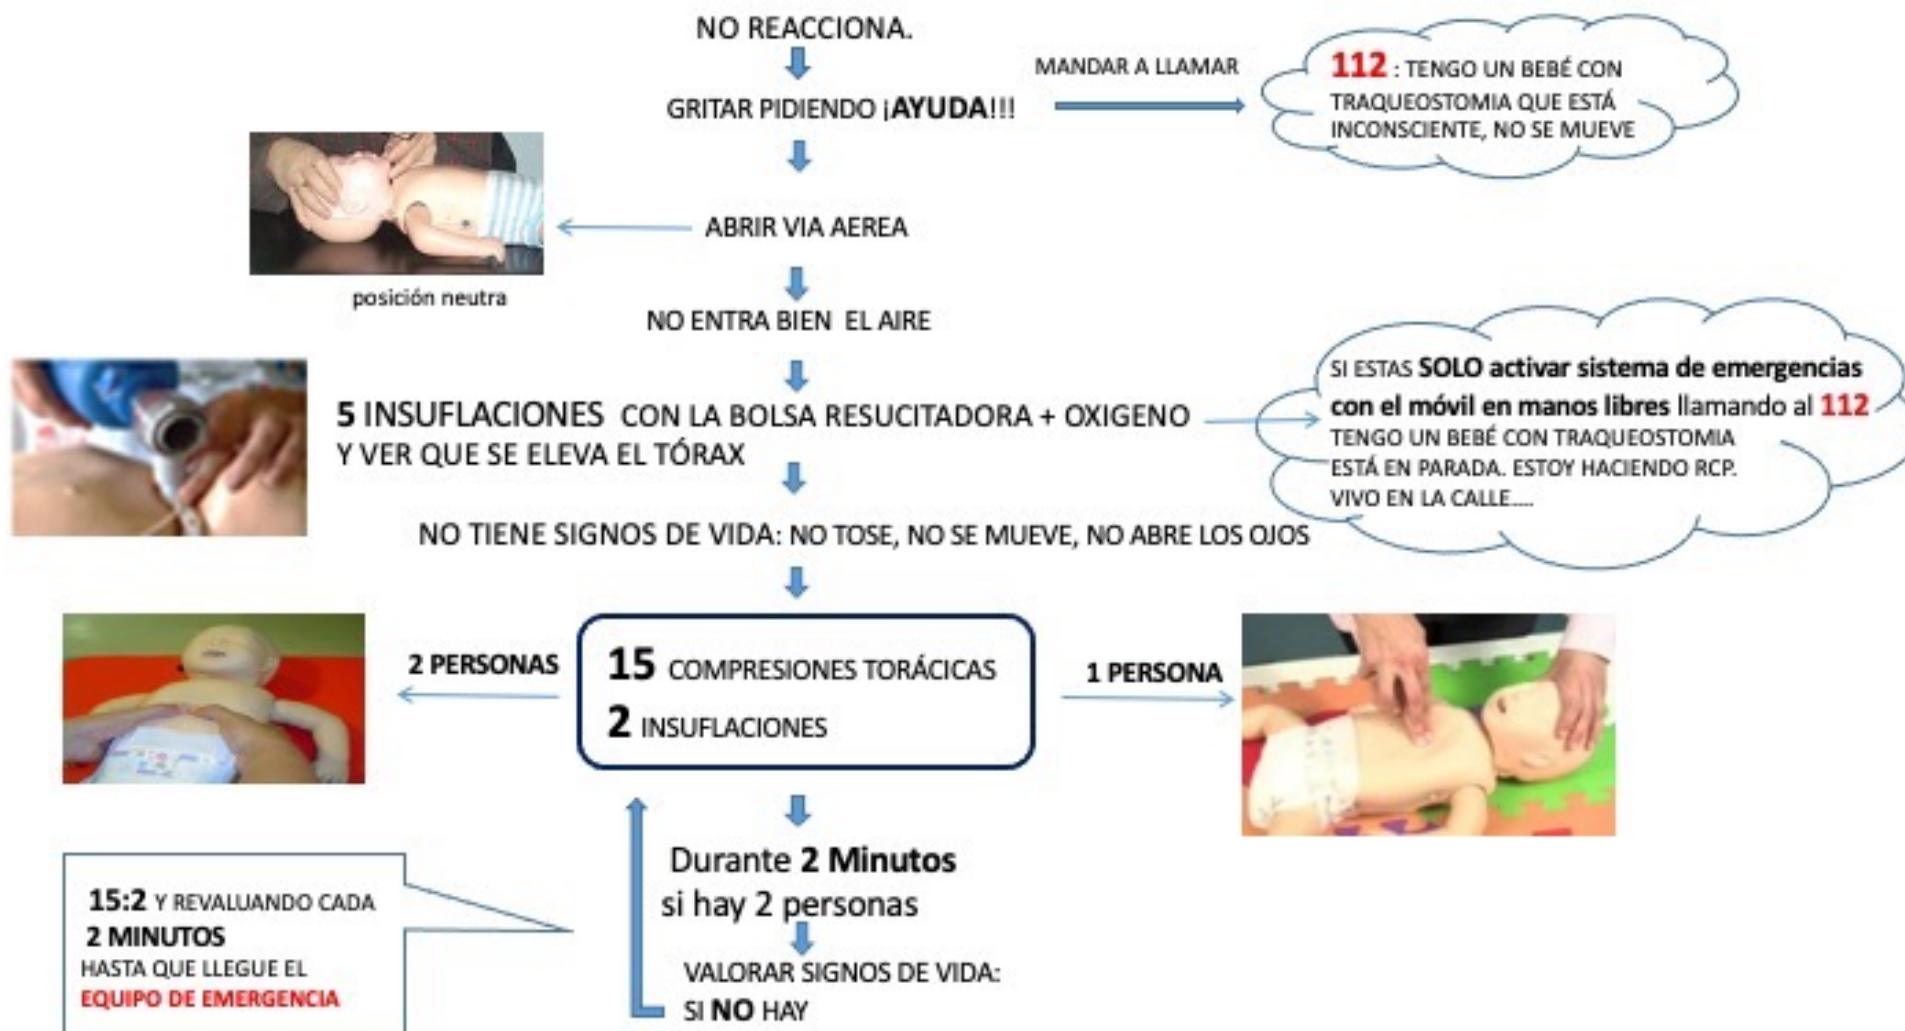 NO REACCIONA.
GRITAR PIDIENDO ¡AYUDA!!!
MANDAR A LLAMAR
112 : TENGO UN BEBÉ CON
TRAQUEOSTOMIA QUE ESTÁ
INCONSCIENTE, NO SE MUEVE
ABRIR VIA AEREA
posición neutra
NO ENTRA BIEN EL AIRE
5 INSUFLACIONES CON LA BOLSA RESUCITADORA + OXIGENO
Y VER QUE SE ELEVA EL TÓRAX
SI ESTAS SOLO activar sistema de emergencias
con el móvil en manos libres llamando al 112
TENGO UN BEBÉ CON TRAQUEOSTOMIA
ESTÁ EN PARADA. ESTOY HACIENDO RCP.
VIVO EN LA CALLE....
NO TIENE SIGNOS DE VIDA: NO TOSE, NO SE MUEVE, NO ABRE LOS OJOS
2 PERSONAS
15 COMPRESIONES TORÁCICAS
2 INSUFLACIONES
1 PERSONA
Durante 2 Minutos
si hay 2 personas
15:2 Y REVALUANDO CADA
2 MINUTOS
HASTA QUE LLEGUE EL
EQUIPO DE EMERGENCIA
VALORAR SIGNOS DE VIDA:
SI NO HAY